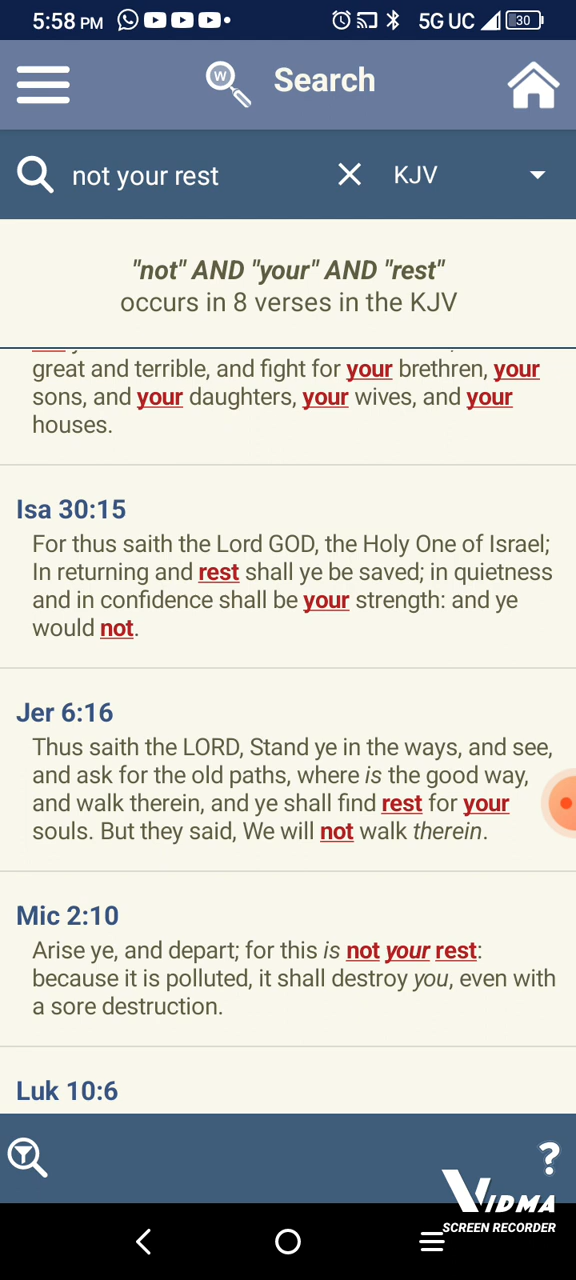 5:58 PM 5G UC 30
W Search
not your rest KJV
"not" AND "your" AND "rest"
occurs in 8 verses in the KJV
great and terrible, and fight for your brethren, your
sons, and your daughters, your wives, and your
houses.
Isa 30:15
For thus saith the Lord GOD, the Holy One of Israel;
In returning and rest shall ye be saved; in quietness
and in confidence shall be your strength: and ye
would not.
Jer 6:16
Thus saith the LORD, Stand ye in the ways, and see,
and ask for the old paths, where is the good way,
and walk therein, and ye shall find rest for your
souls. But they said, We will not walk therein.
Mic 2:10
Arise ye, and depart; for this is not your rest:
because it is polluted, it shall destroy you, even with
a sore destruction.
Luk 10:6
?
VIDMA
SCREEN RECORDER